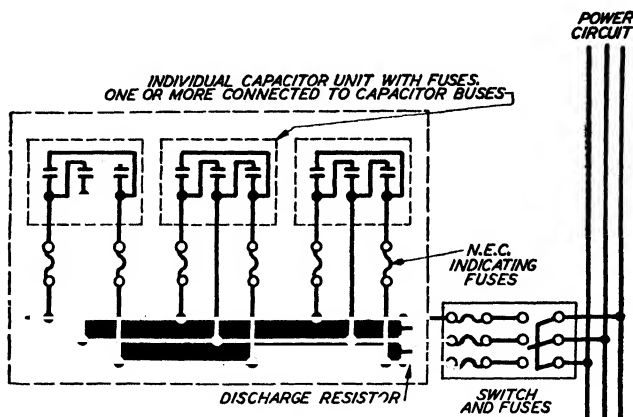 POWER
CIRCUIT
INDIVIDUAL CAPACITOR UNIT WITH FUSES.
ONE OR MORE CONNECTED TO CAPACITOR BUSES
N.E.C.
INDICATING
FUSES
DISCHARGE RESISTOR
SWITCH
AND FUSES